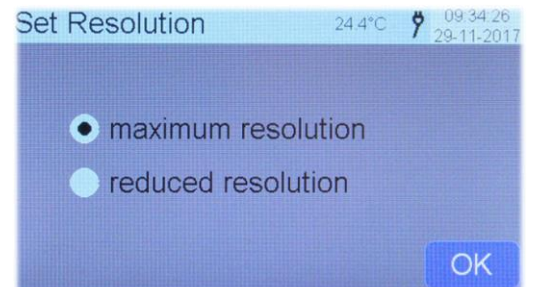 Set Resolution 24.4°C 09:34:26
29-11-2017
maximum resolution
reduced resolution
OK